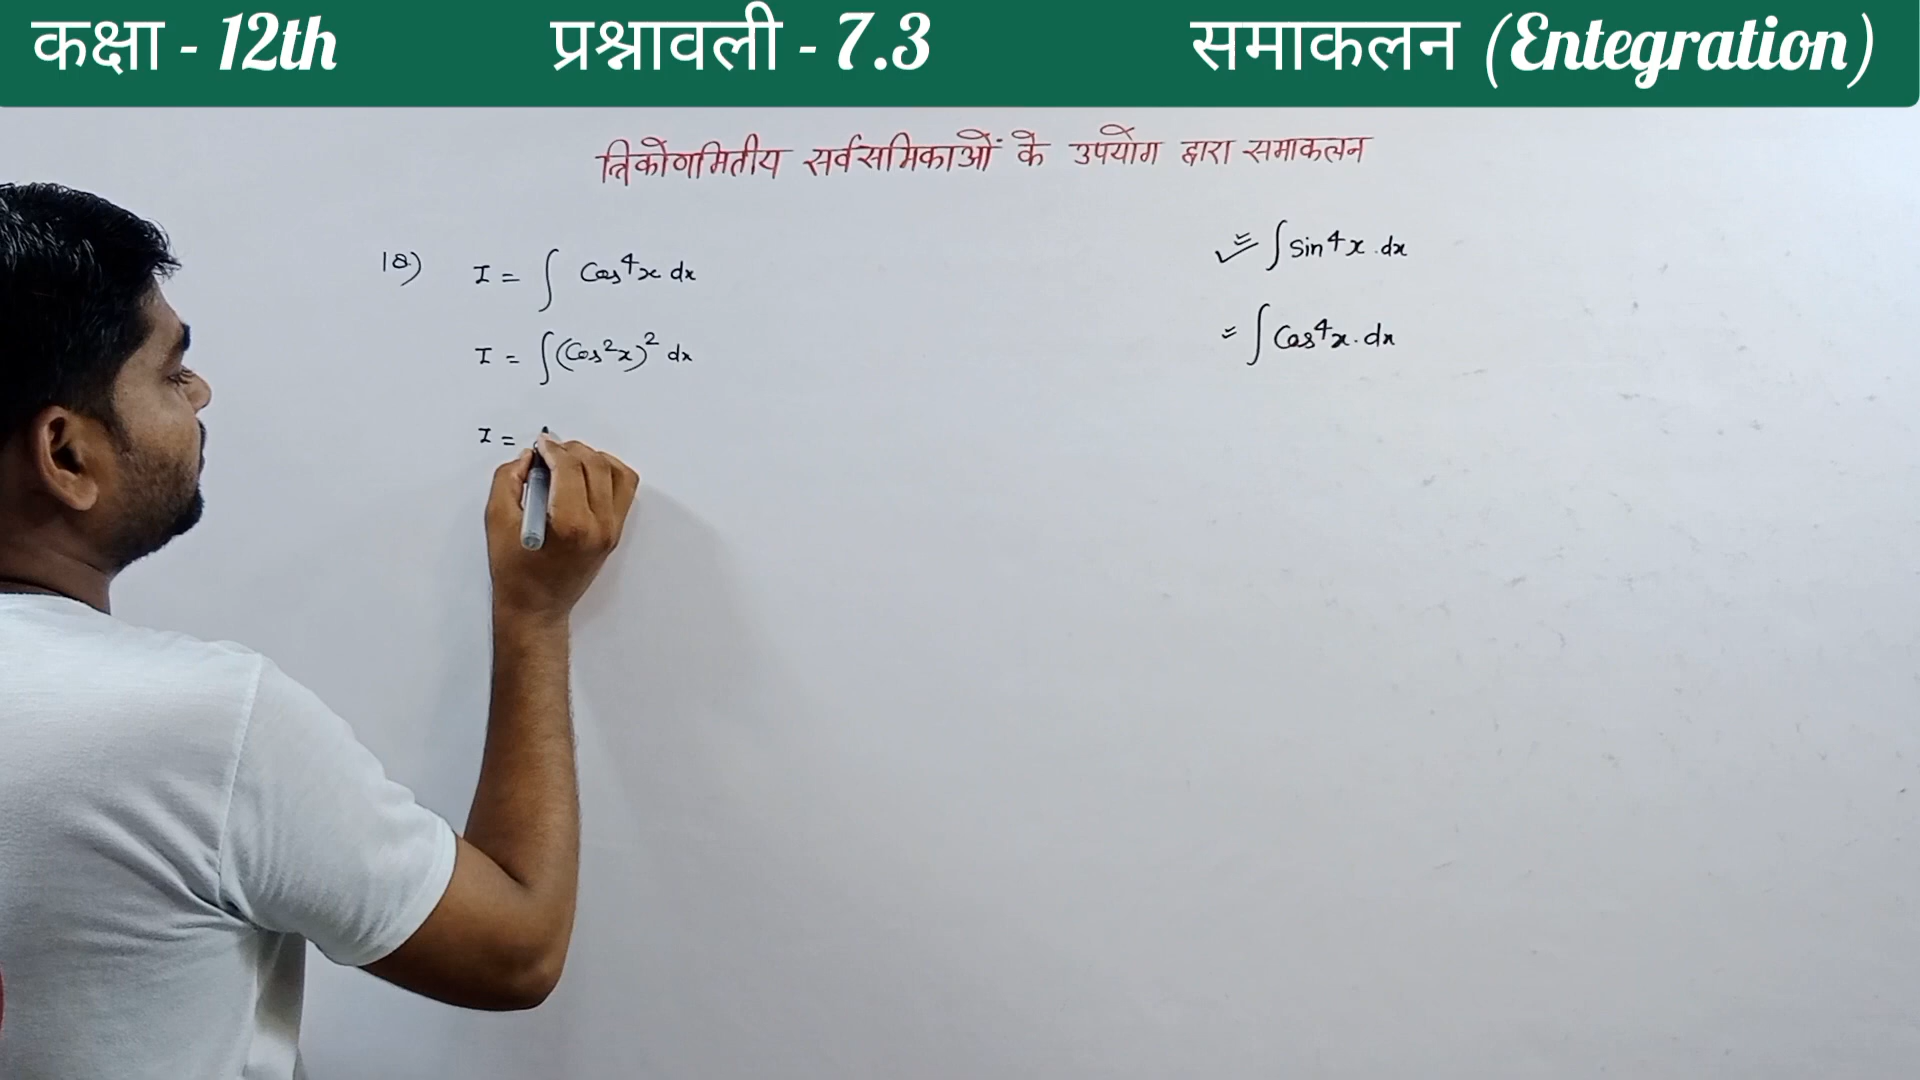 कक्षा - 12th प्रश्नावली - 7.3 समाकलन (Entegration)
त्रिकोणमितीय सर्वसमिकाओं के उपयोग द्वारा समाकलन
18) I = ∫ Cos⁴x dx
I = ∫(Cos²x)² dx
I =
= ∫sin⁴x.dx
= ∫Cos⁴x.dx